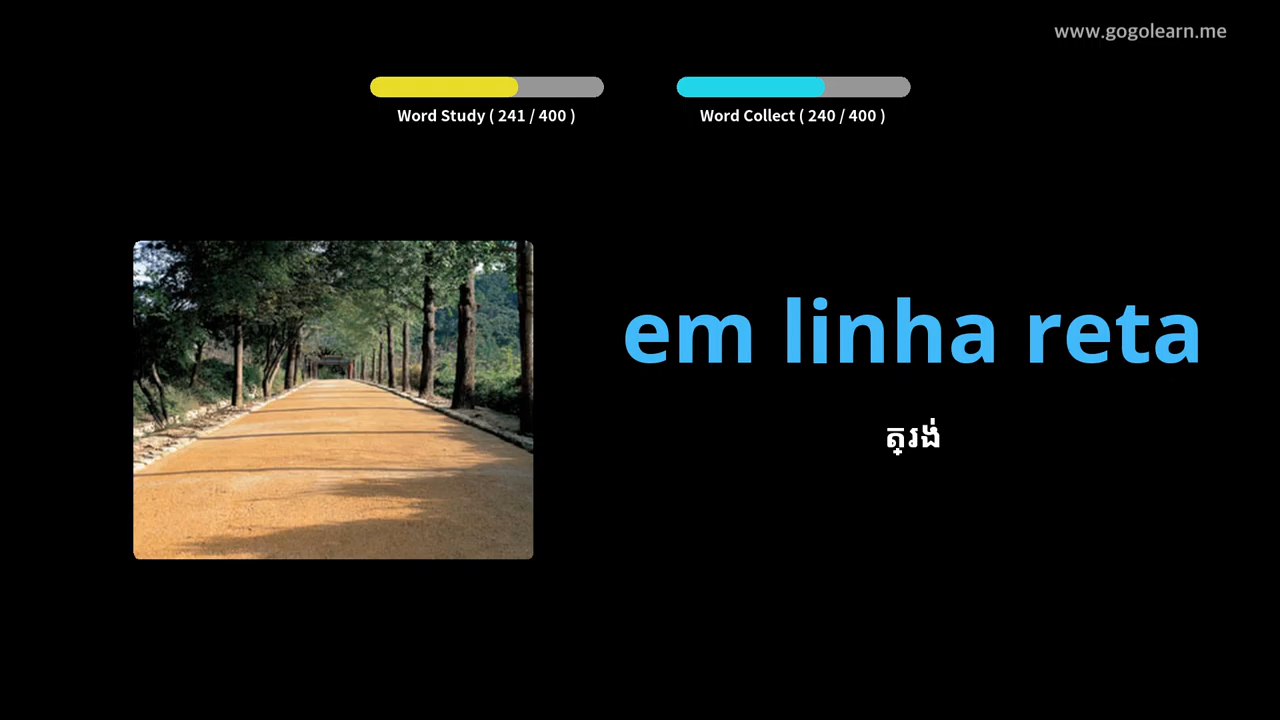 www.gogolearn.me
Word Study ( 241 / 400 )
Word Collect ( 240 / 400 )
em linha reta
ត្រង់